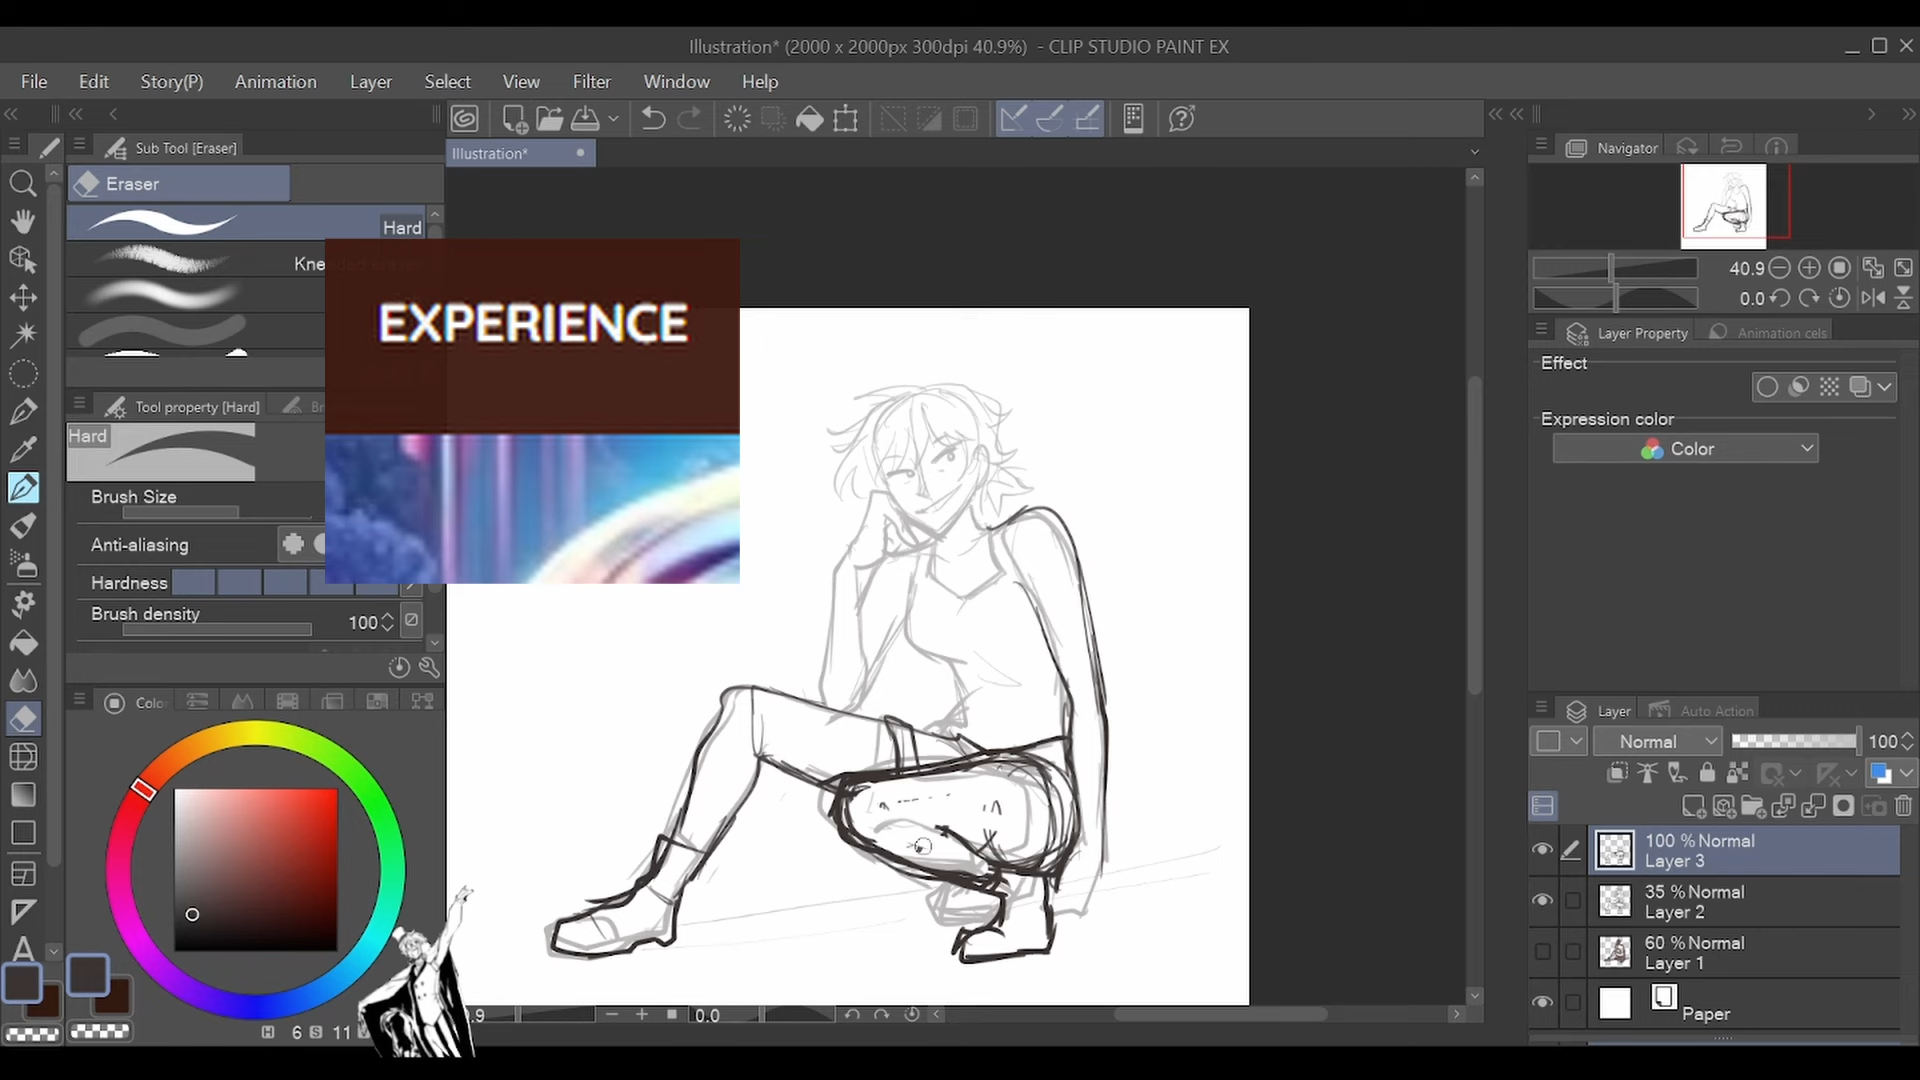 Illustration* (2000 x 2000px 300dpi 40.9%) - CLIP STUDIO PAINT EX
File Edit Story(P) Animation Layer Select View Filter Window Help
Sub Tool [Eraser]
Illustration*
Navigator
Eraser
Hard
EXPERIENCE
40.9
0.0
Layer Property Animation cels
Effect
Expression color
Color
Tool property [Hard]
Hard
Brush Size
Anti-aliasing
Hardness
Brush density 100
Layer Auto Action
Normal 100
100 % Normal
Layer 3
35 % Normal
Layer 2
60 % Normal
Layer 1
Paper
0.0
H 6 S 11
A